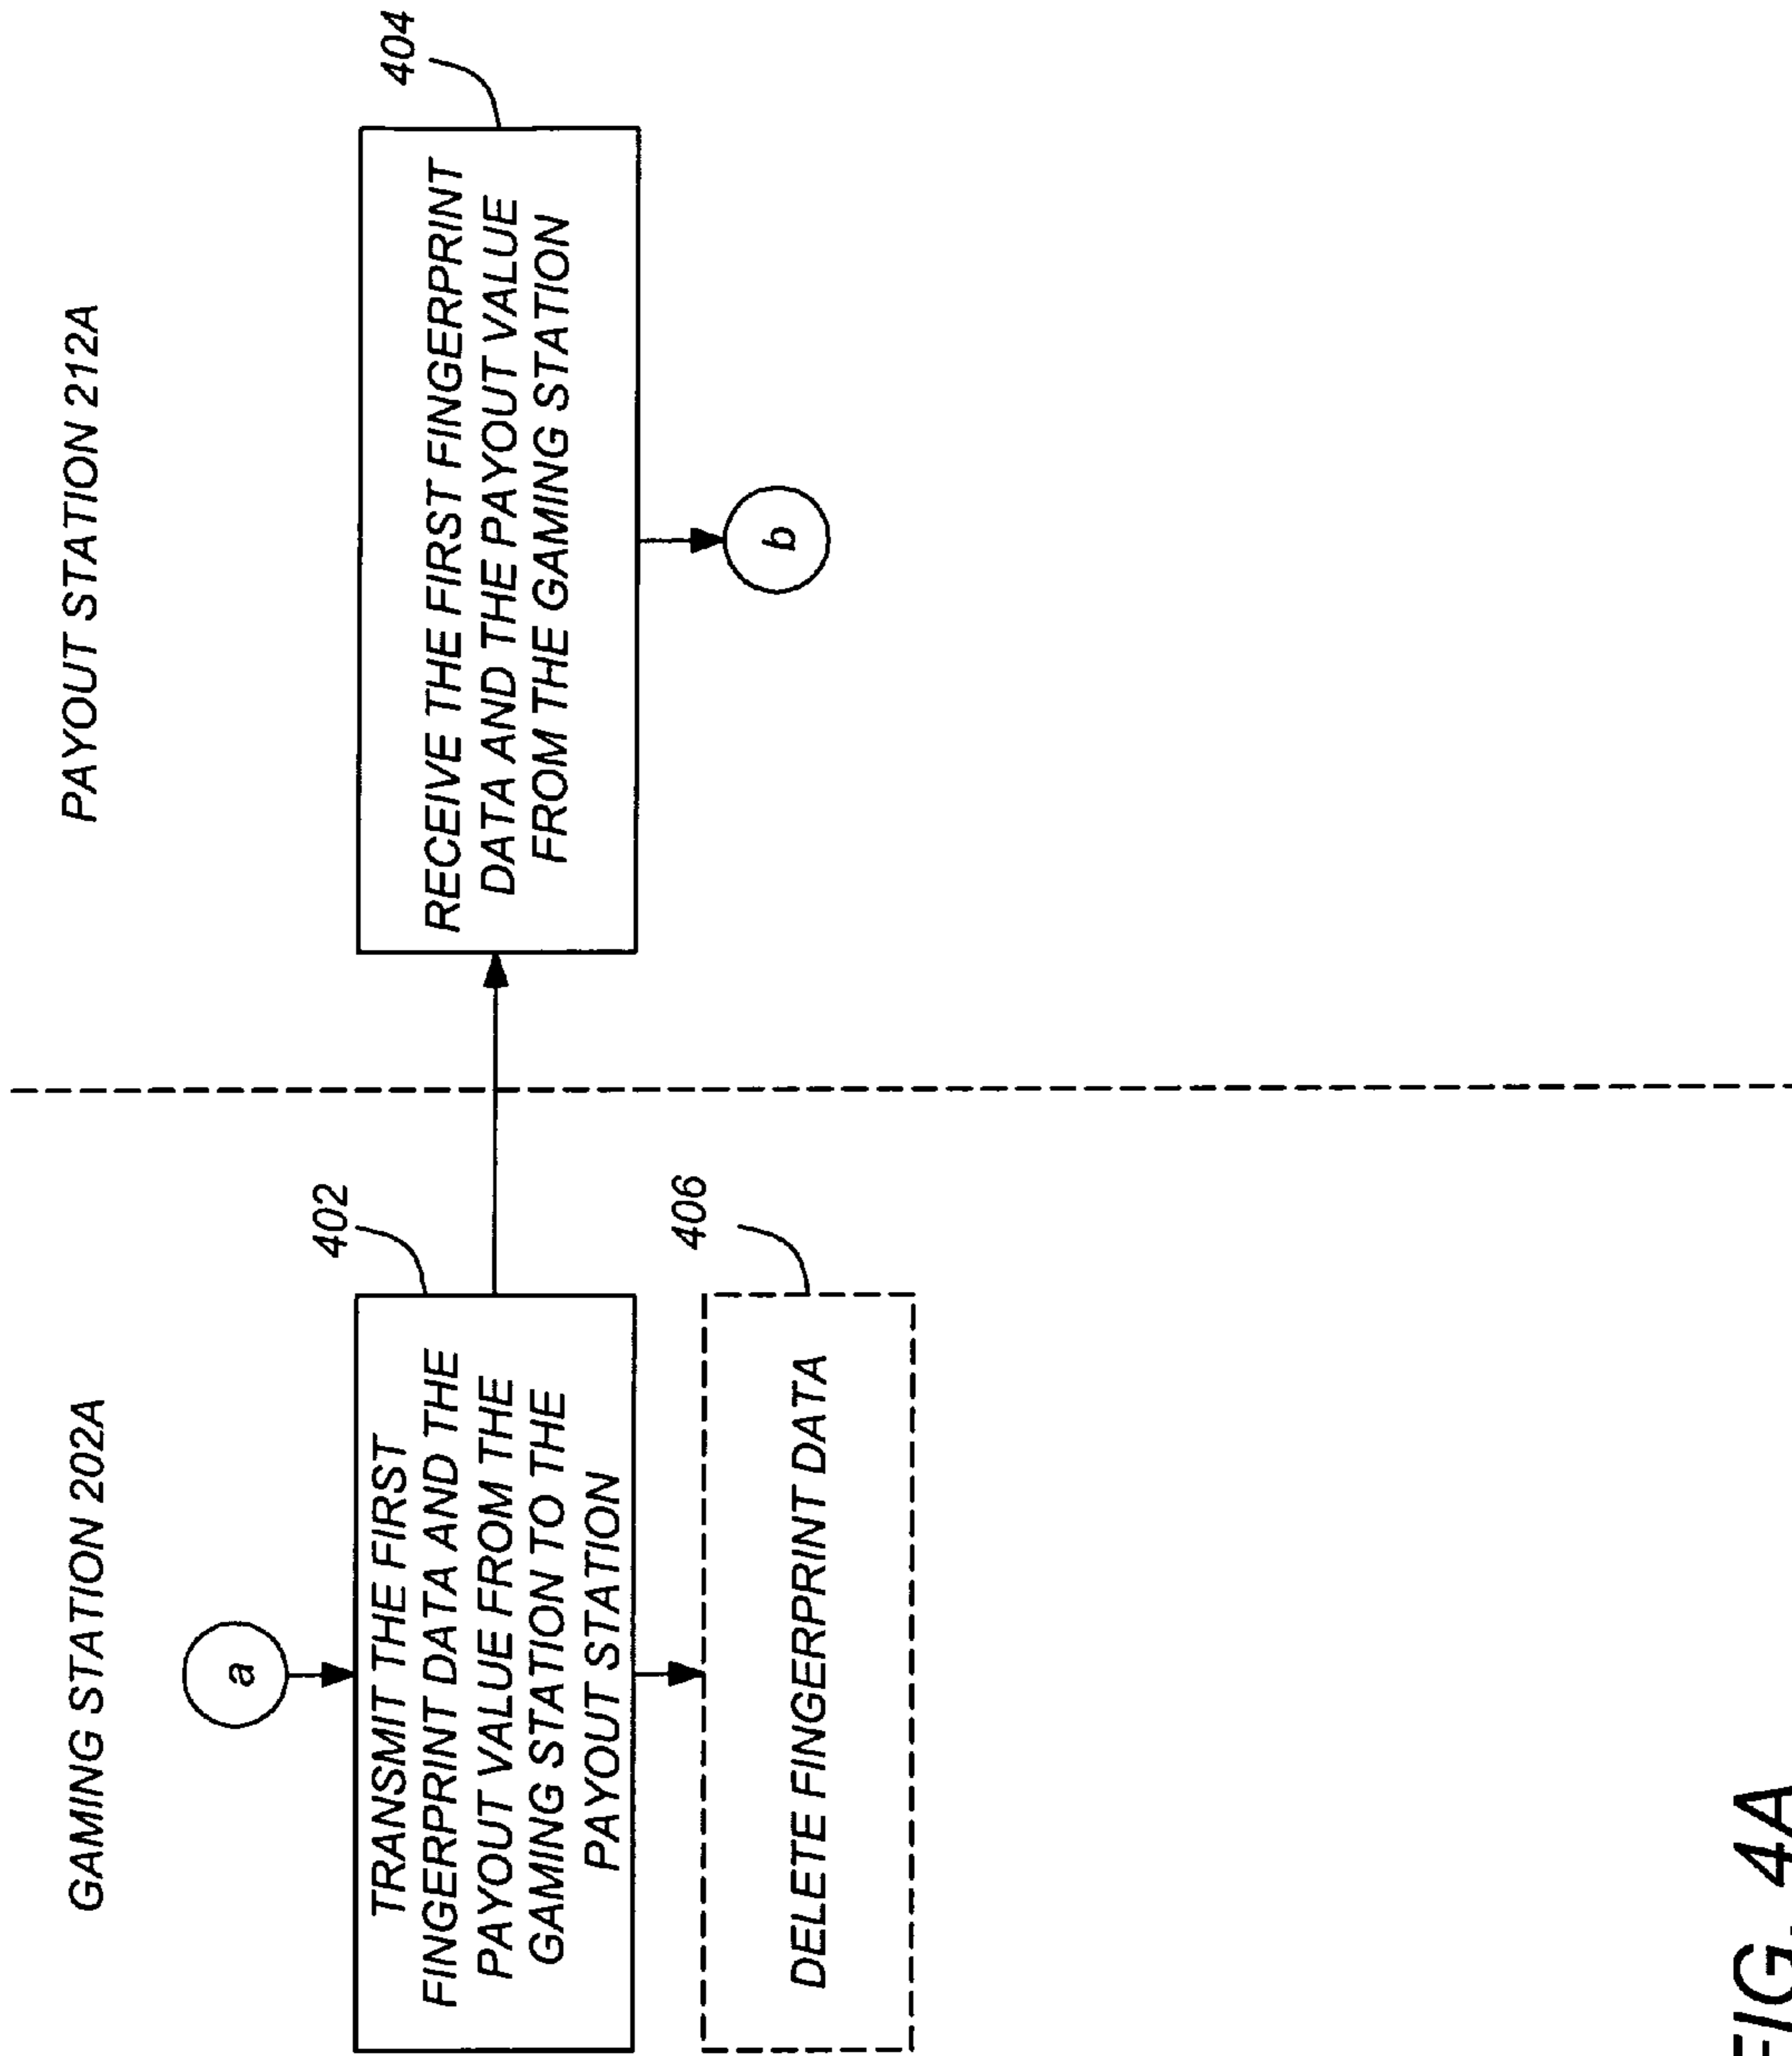 GAMING STATION 202A
PAYOUT STATION 212A
a
402
TRANSMIT THE FIRST
FINGERPRINT DATA AND THE
PAYOUT VALUE FROM THE
GAMING STATION TO THE
PAYOUT STATION
404
RECEIVE THE FIRST FINGERPRINT
DATA AND THE PAYOUT VALUE
FROM THE GAMING STATION
406
DELETE FINGERPRINT DATA
b
FIG. 4A